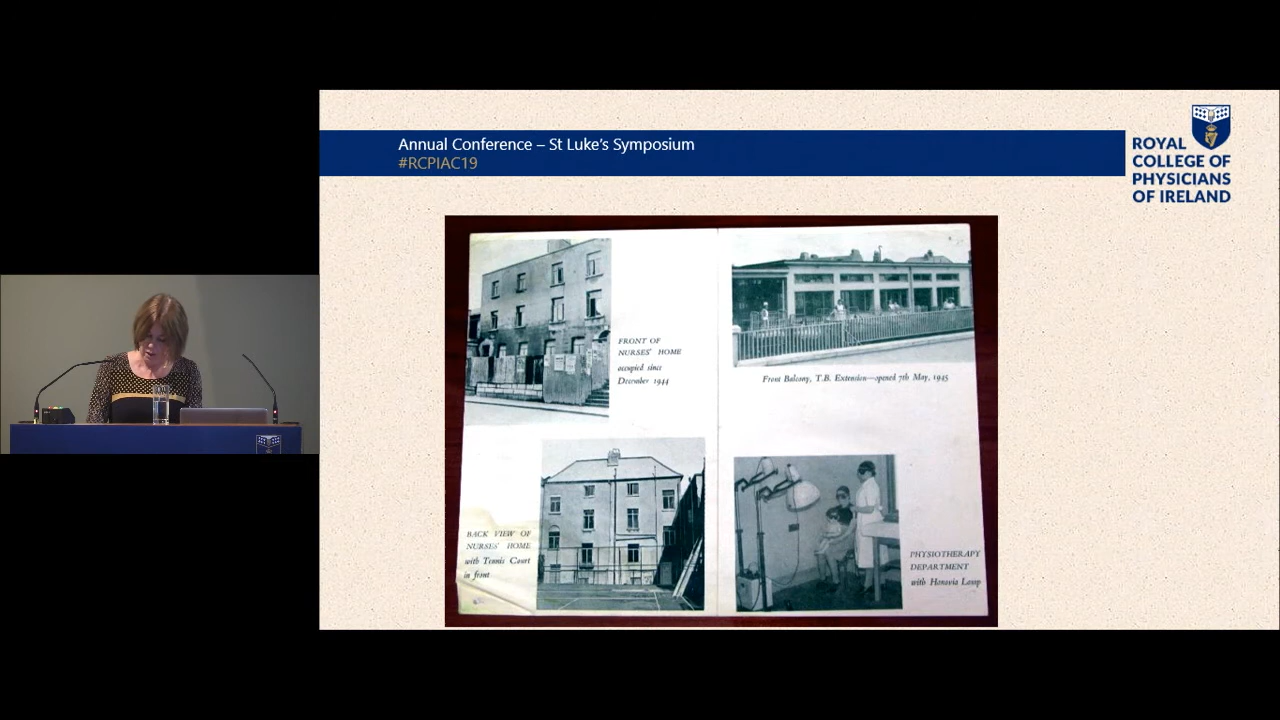 Annual Conference – St Luke's Symposium
#RCPIAC19
ROYAL
COLLEGE OF
PHYSICIANS
OF IRELAND
FRONT OF
NURSES' HOME
occupied since
December 1944
Front Balcony, T.B. Extension—opened 7th May, 1945
BACK VIEW OF
NURSES' HOME
with Tennis Court
in front
PHYSIOTHERAPY
DEPARTMENT
with Hanovia Lamp